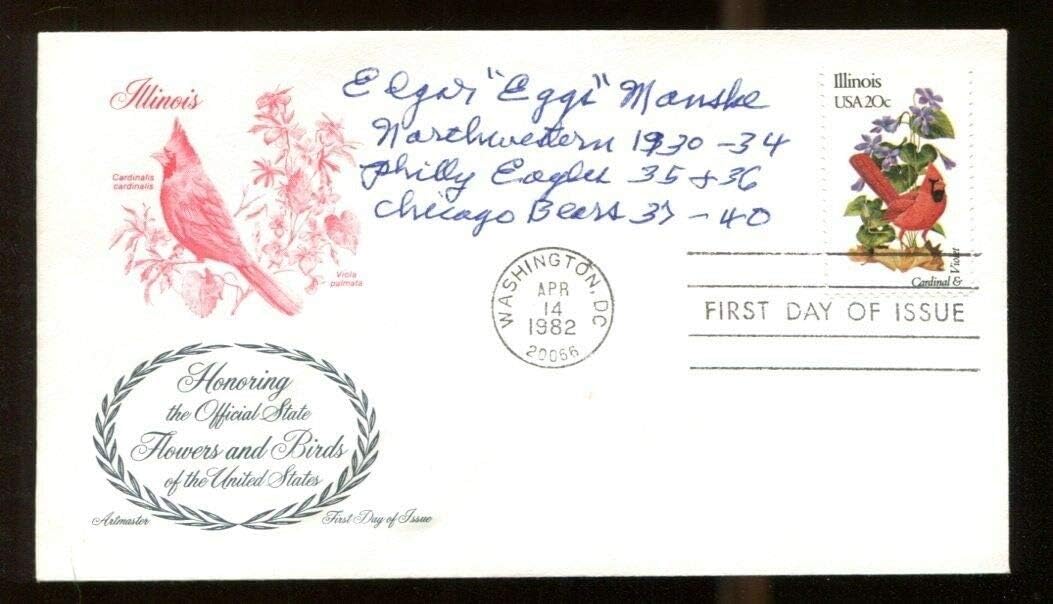 Illinois
Cardinalis
cardinalis
Viola
palmata
Edgar "Eggs" Manske
Northwestern 1930-34
Philly Eagles 35 + 36
Chicago Bears 37-40
Illinois
USA 20c
Cardinal & Violet
WASHINGTON, DC
APR
14
1982
20066
FIRST DAY OF ISSUE
Honoring
the Official State
Flowers and Birds
of the United States
Artmaster
First Day of Issue